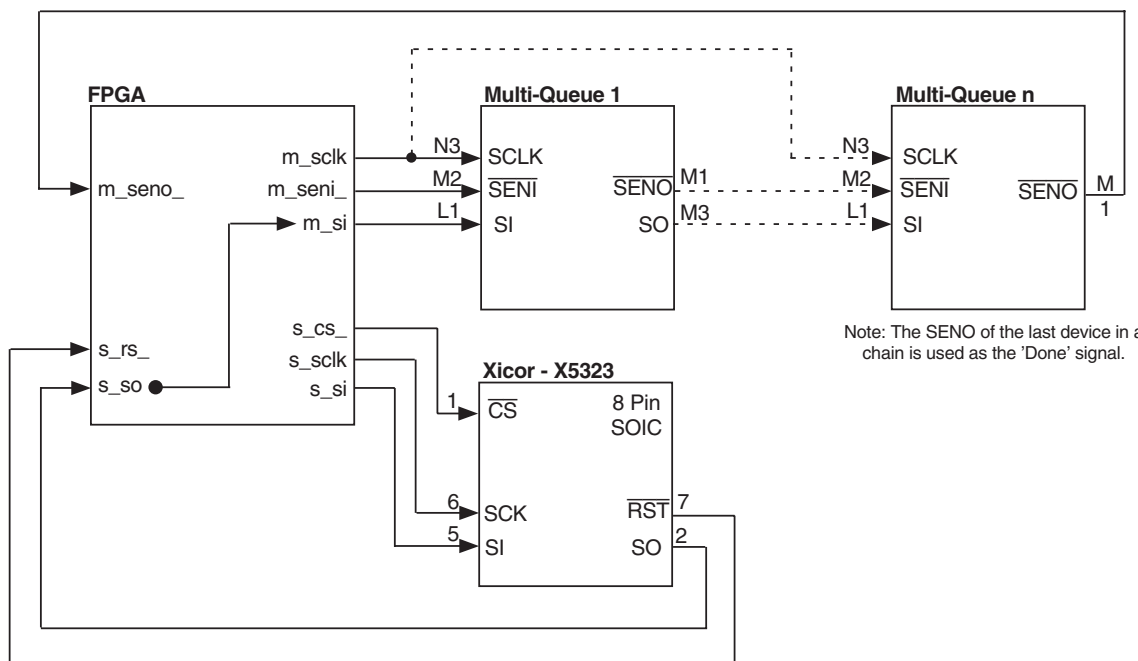 FPGA
m_seno_
s_rs_
s_so
m_sclk
m_seni_
m_si
s_cs_
s_sclk
s_si
Multi-Queue 1
N3
M2
L1
SCLK
SENI
SI
SENO
SO
M1
M3
Multi-Queue n
N3
M2
L1
SCLK
SENI
SI
SENO
M
1
Note: The SENO of the last device in a
chain is used as the 'Done' signal.
Xicor - X5323
8 Pin
SOIC
1
CS
6
SCK
5
SI
RST
7
SO
2